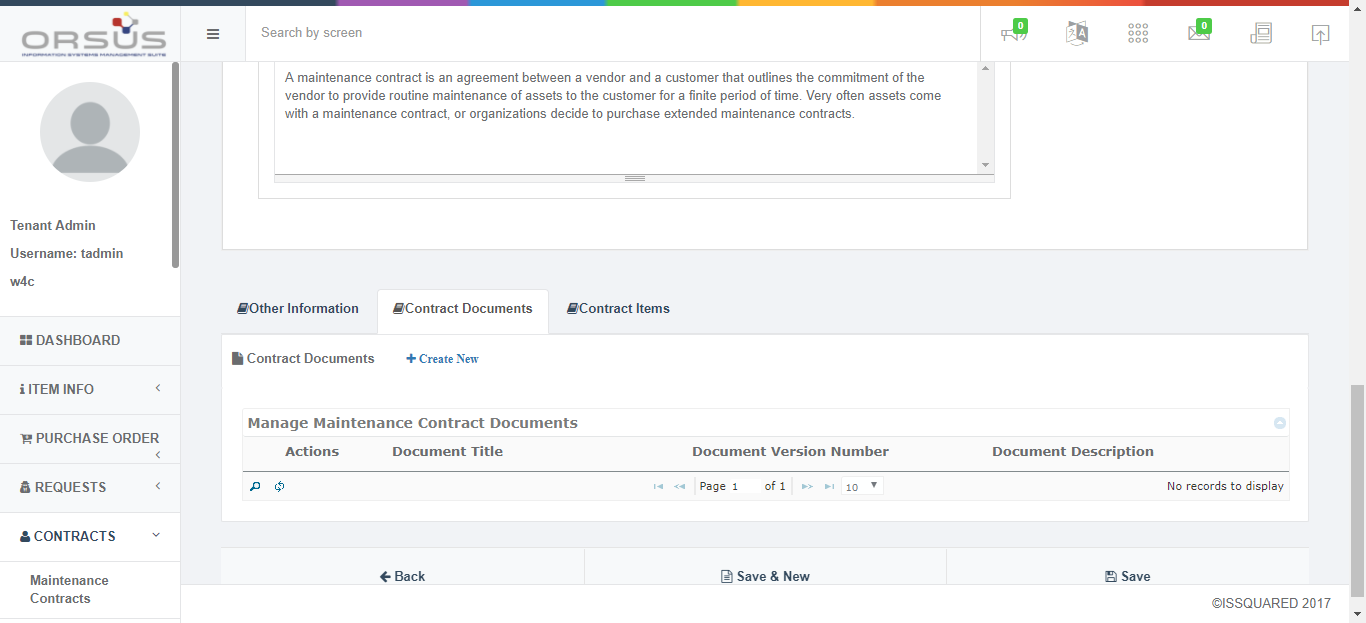 ORSUS
INFORMATION SYSTEMS MANAGEMENT SUITE
Search by screen
0
A
0
Tenant Admin
Username: tadmin
w4c
DASHBOARD
ITEM INFO
PURCHASE ORDER
REQUESTS
CONTRACTS
Maintenance
Contracts
A maintenance contract is an agreement between a vendor and a customer that outlines the commitment of the
vendor to provide routine maintenance of assets to the customer for a finite period of time. Very often assets come
with a maintenance contract, or organizations decide to purchase extended maintenance contracts.
Other Information Contract Documents Contract Items
Contract Documents + Create New
Manage Maintenance Contract Documents
Actions Document Title Document Version Number Document Description
Page 1 of 1 10 No records to display
Back Save & New Save
©ISSQUARED 2017